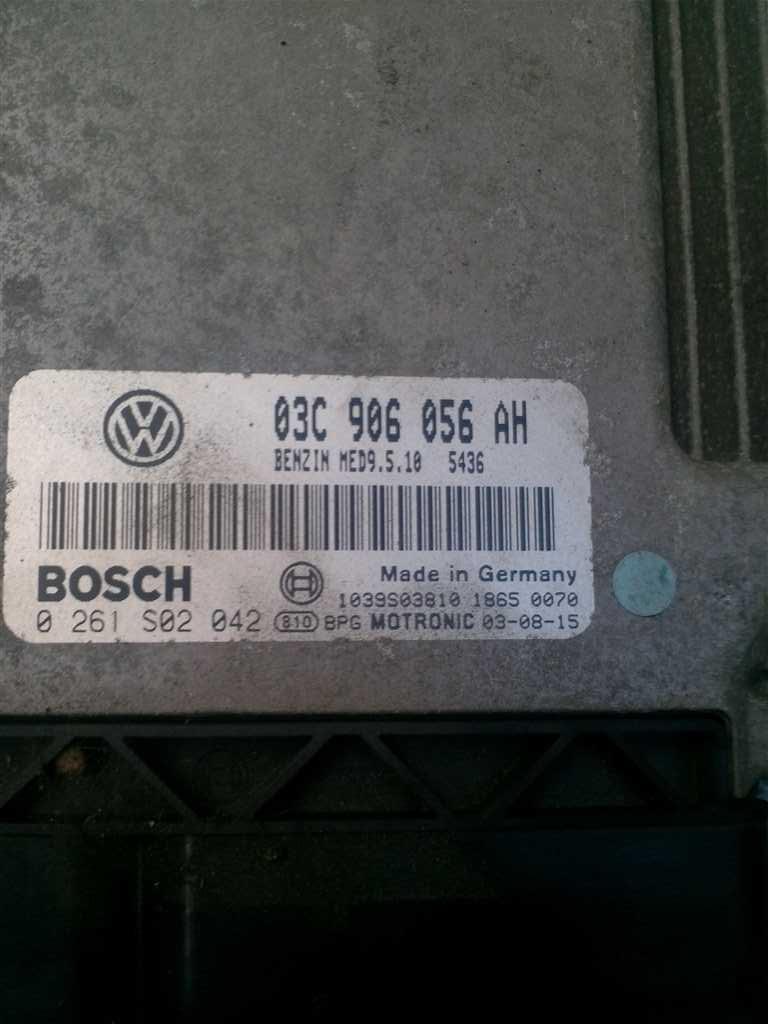 03C 906 056 AH
BENZIN MED9.5.10 5436
BOSCH Made in Germany
1039S03810 1865 0070
0 261 S02 042 810 BPG MOTRONIC 03-08-15